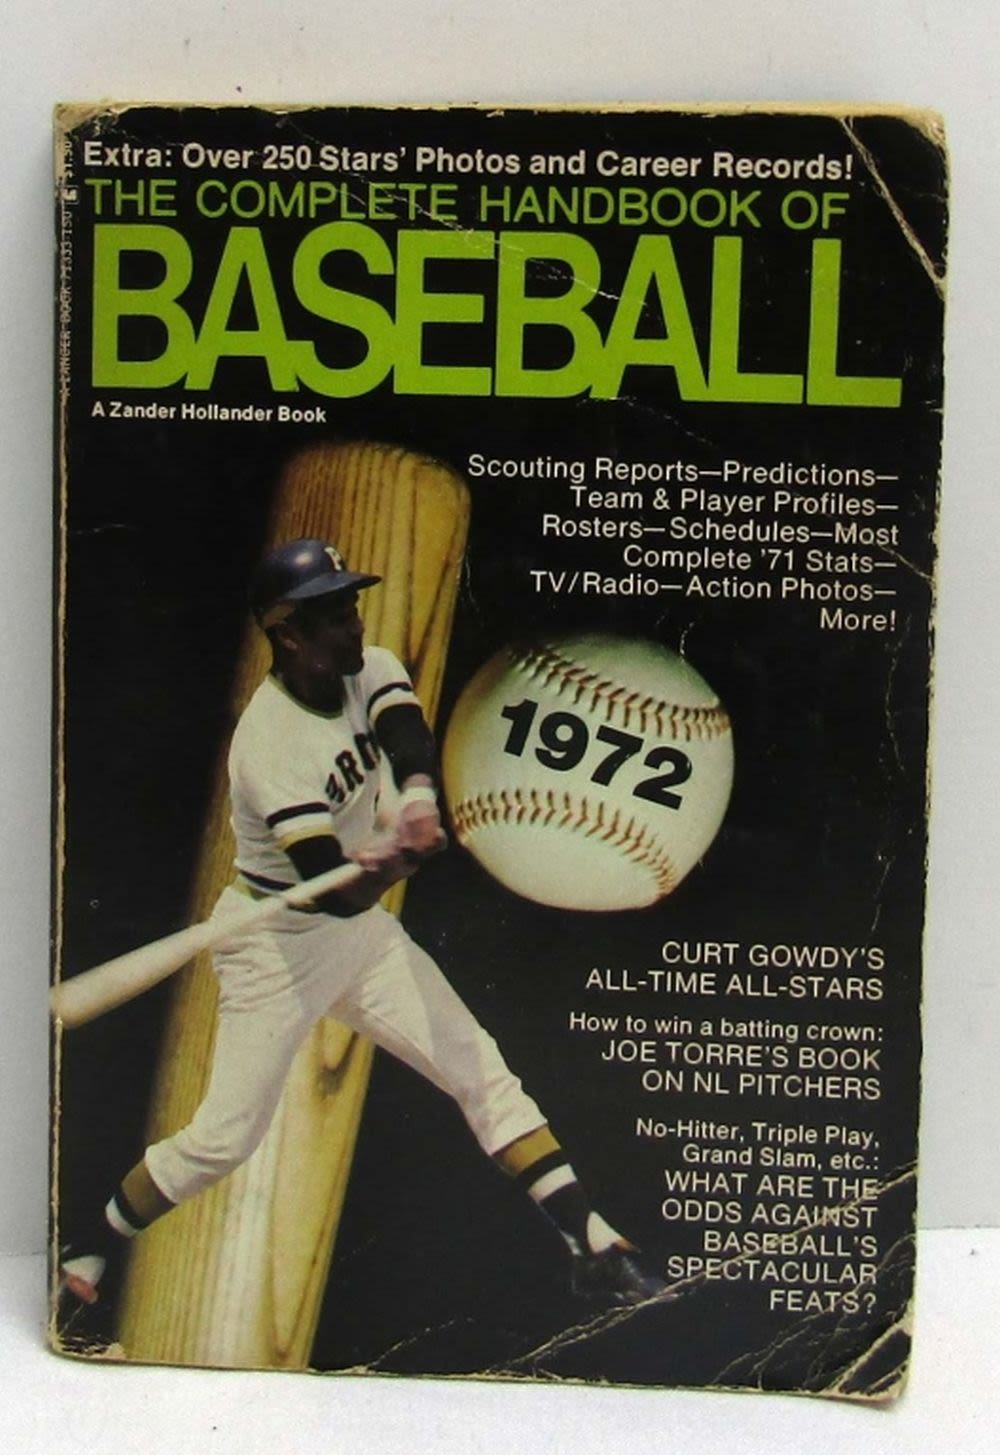 Extra: Over 250 Stars' Photos and Career Records!
THE COMPLETE HANDBOOK OF
BASEBALL
A Zander Hollander Book
Scouting Reports—Predictions—
Team & Player Profiles—
Rosters—Schedules—Most
Complete '71 Stats—
TV/Radio—Action Photos—
More!
1972
CURT GOWDY'S
ALL-TIME ALL-STARS
How to win a batting crown:
JOE TORRE'S BOOK
ON NL PITCHERS
No-Hitter, Triple Play,
Grand Slam, etc.:
WHAT ARE THE
ODDS AGAINST
BASEBALL'S
SPECTACULAR
FEATS?
A LANCER BOOK